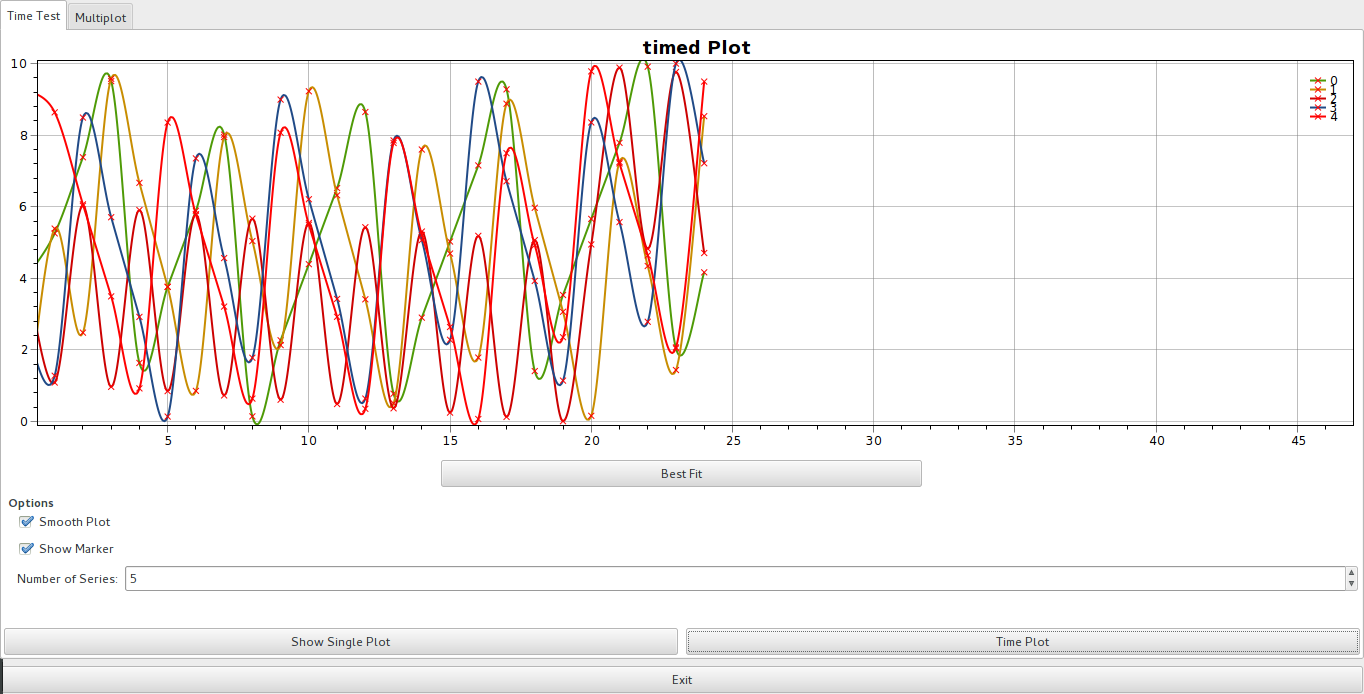 Time Test
Multiplot
timed Plot
10
8
6
4
2
0
0
1
2
3
4
5 10 15 20 25 30 35 40 45
Best Fit
Options
Smooth Plot
Show Marker
Number of Series: 5
Show Single Plot
Time Plot
Exit